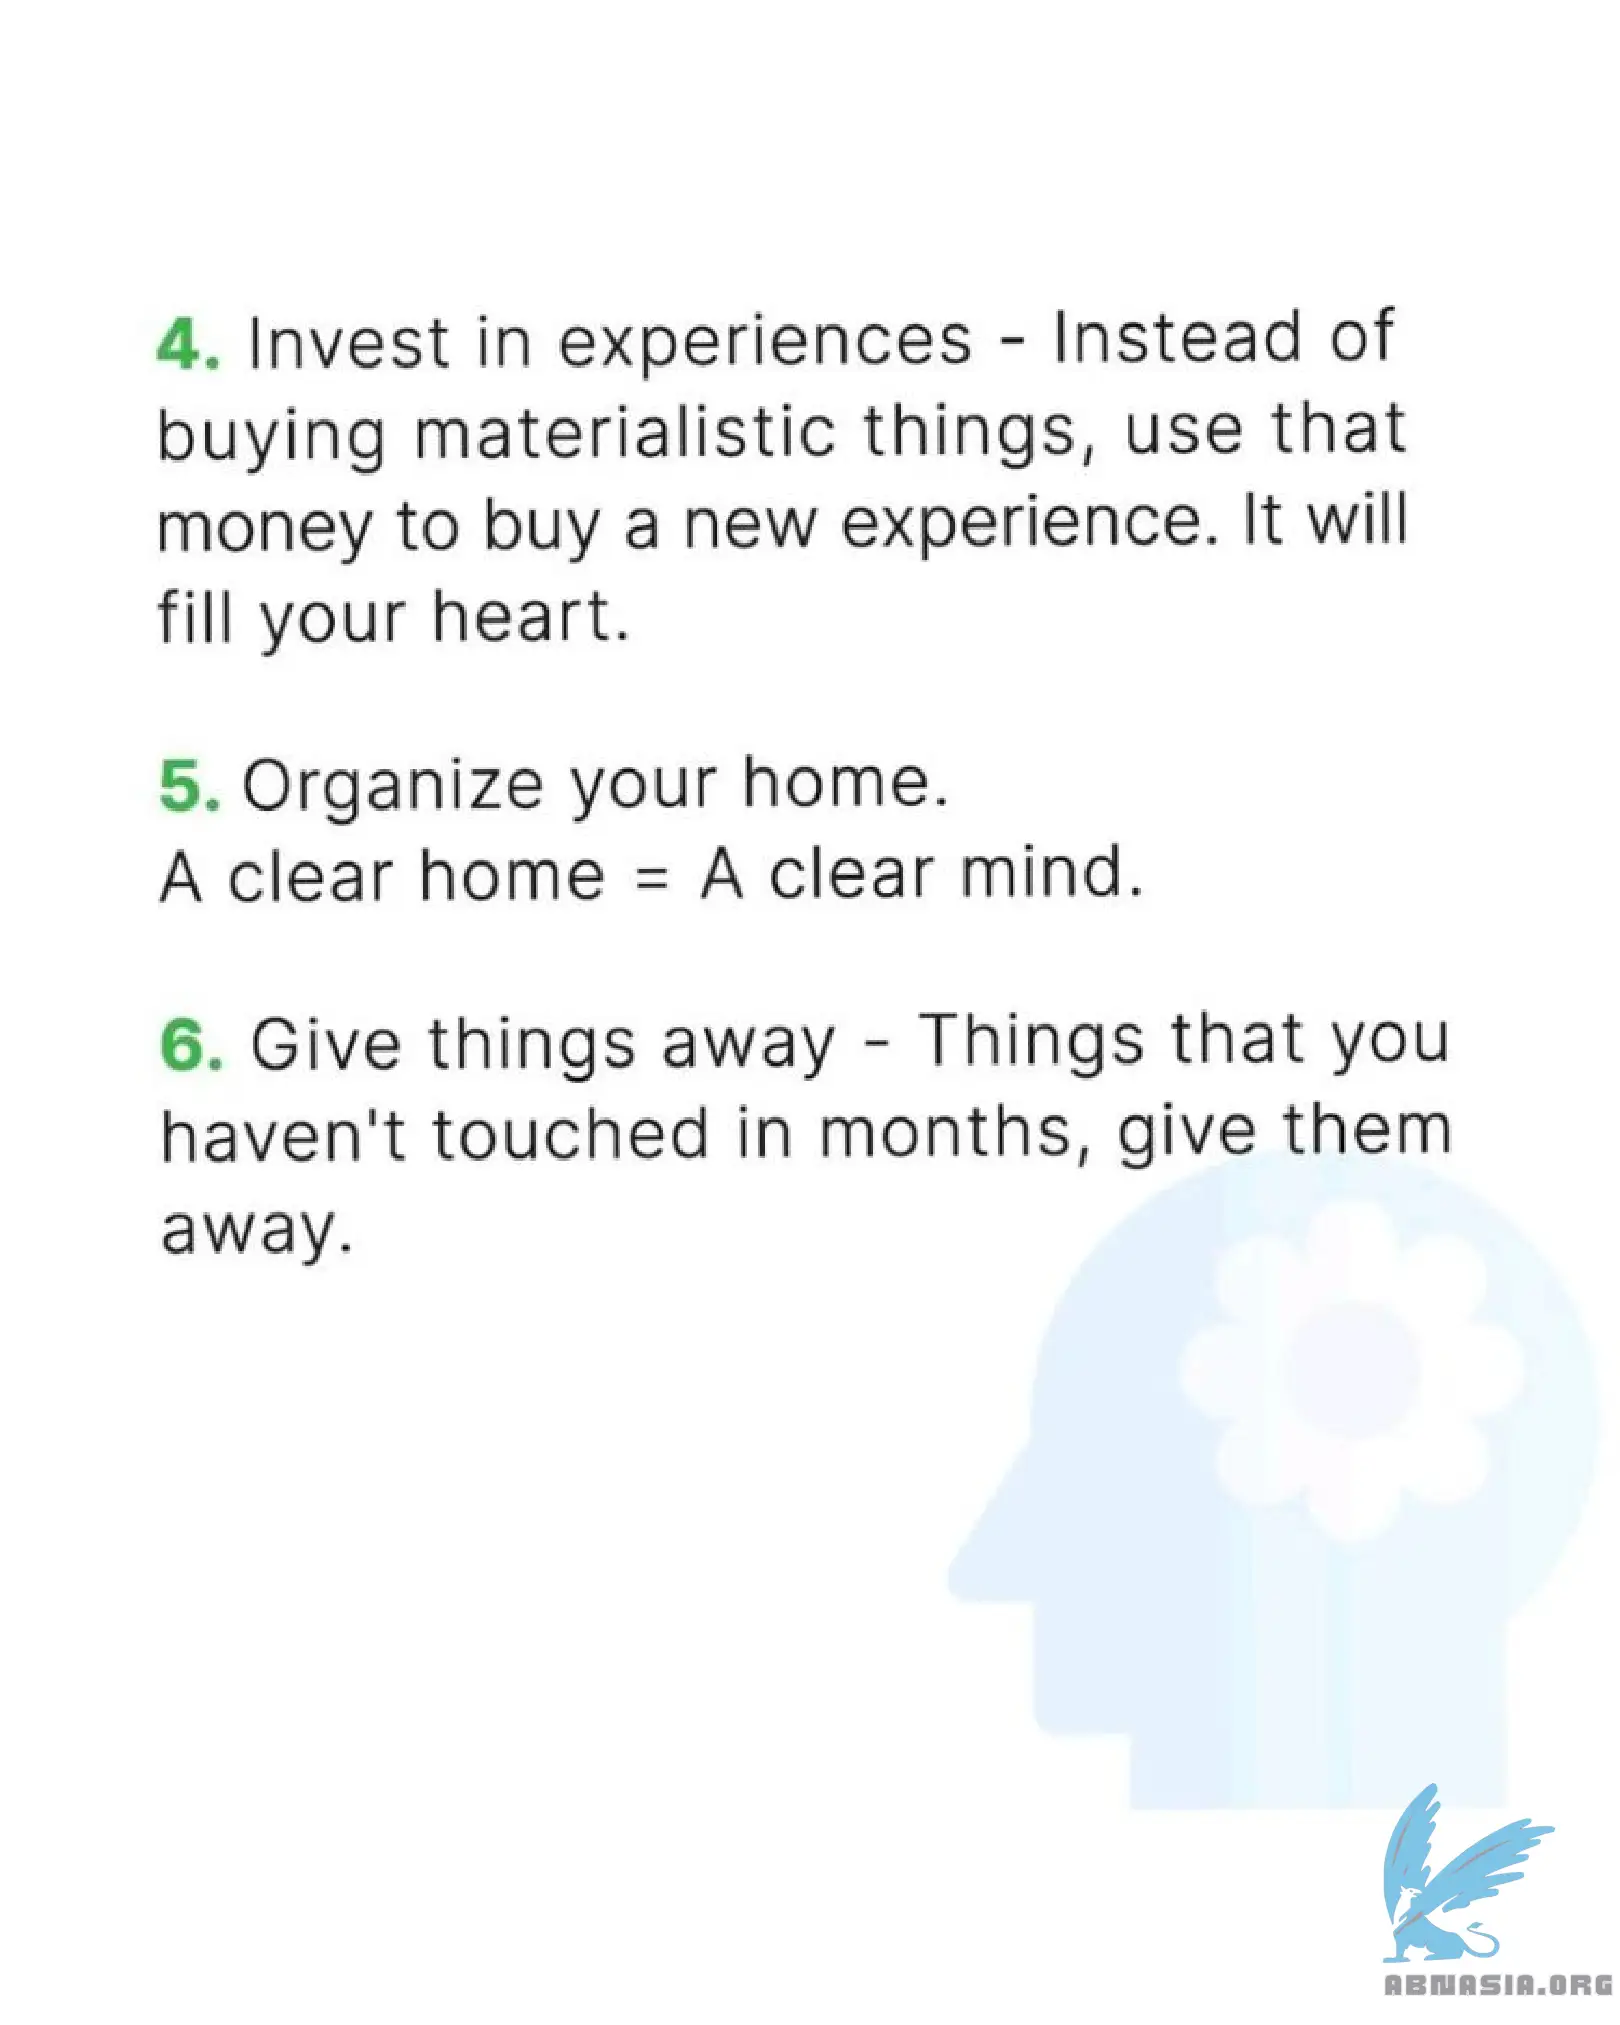 4. Invest in experiences - Instead of
buying materialistic things, use that
money to buy a new experience. It will
fill your heart.
5. Organize your home.
A clear home = A clear mind.
6. Give things away - Things that you
haven't touched in months, give them
away.
ABNASIA.ORG